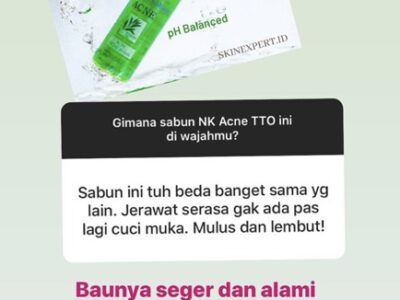 ACNE
pH Balanced
SKINEXPERT.ID
Gimana sabun NK Acne TTO ini
di wajahmu?
Sabun ini tuh beda banget sama yg
lain. Jerawat serasa gak ada pas
lagi cuci muka. Mulus dan lembut!
Baunya seger dan alami